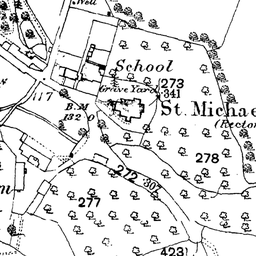 Well
School
273
.341
Grave Yard
St. Michae
(Rector
117
B.M
132.0
278
272
.307
277
m
423